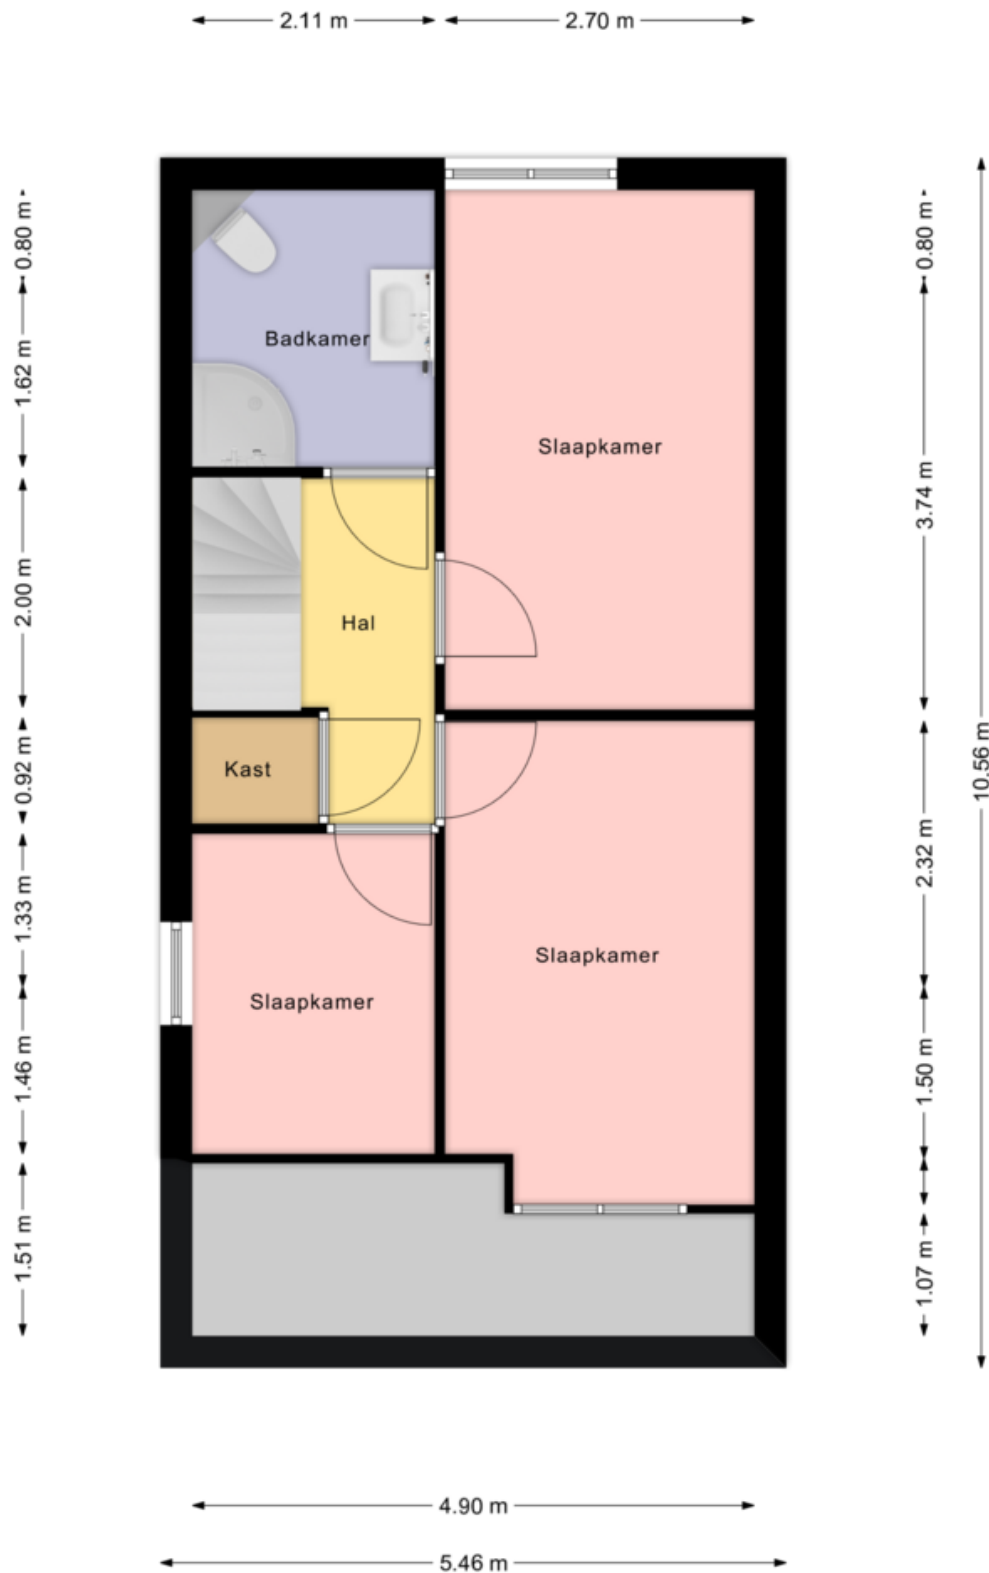 2.11 m
2.70 m
0.80 m
1.62 m
2.00 m
0.92 m
1.33 m
1.46 m
1.51 m
Badkamer
Slaapkamer
Hal
Kast
Slaapkamer
Slaapkamer
0.80 m
3.74 m
2.32 m
1.50 m
1.07 m
10.56 m
4.90 m
5.46 m